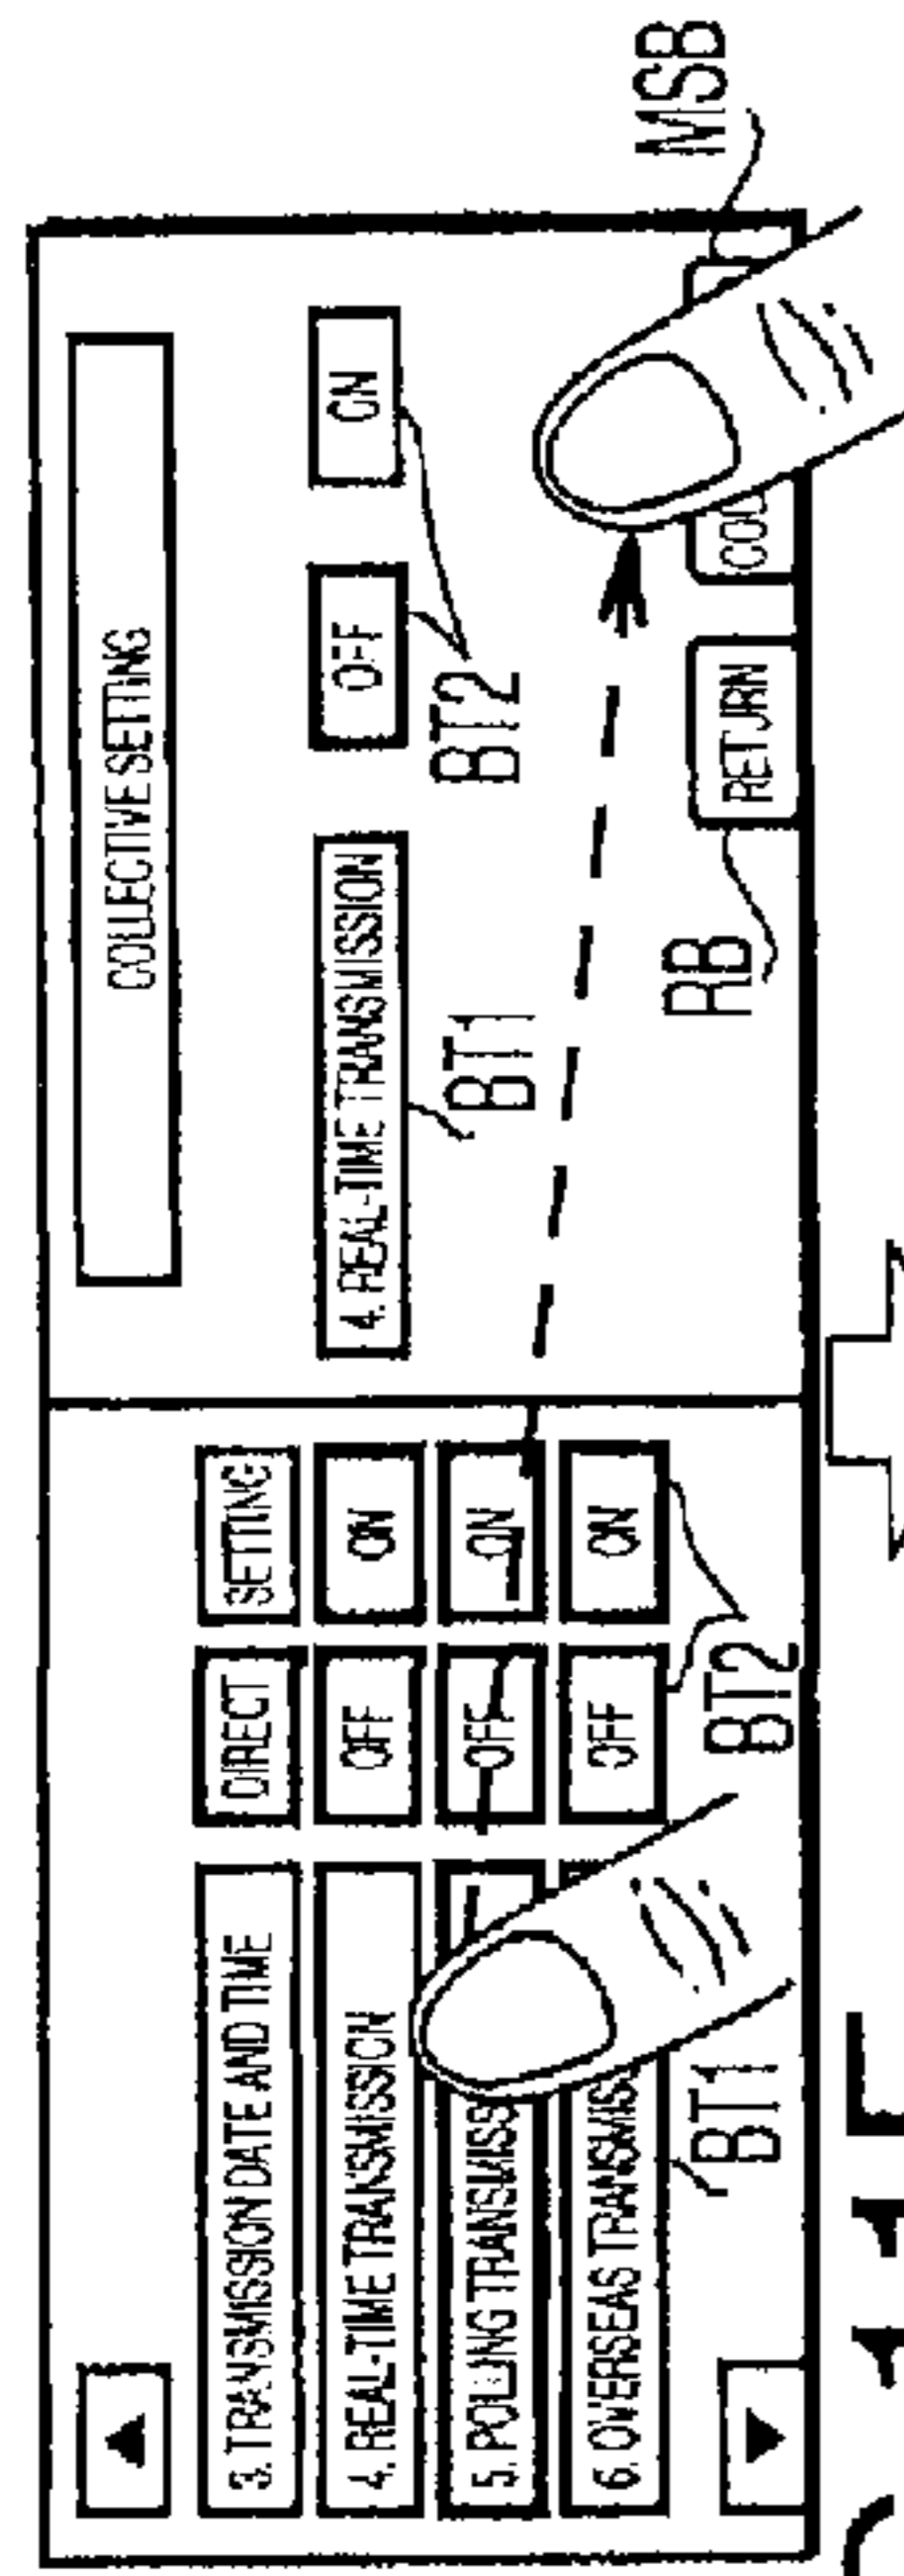 COLLECTIVE SETTING
▲
3. TRANSMISSION DATE AND TIME DIRECT SETTING
4. REAL-TIME TRANSMISSION OFF ON
5. POLLING TRANSMISS OFF ON
6. OVERSEAS TRANSMISS OFF ON
▼
BT1
BT2
4. REAL-TIME TRANSMISSION OFF ON
BT1
BT2
RETURN
RB
MSB